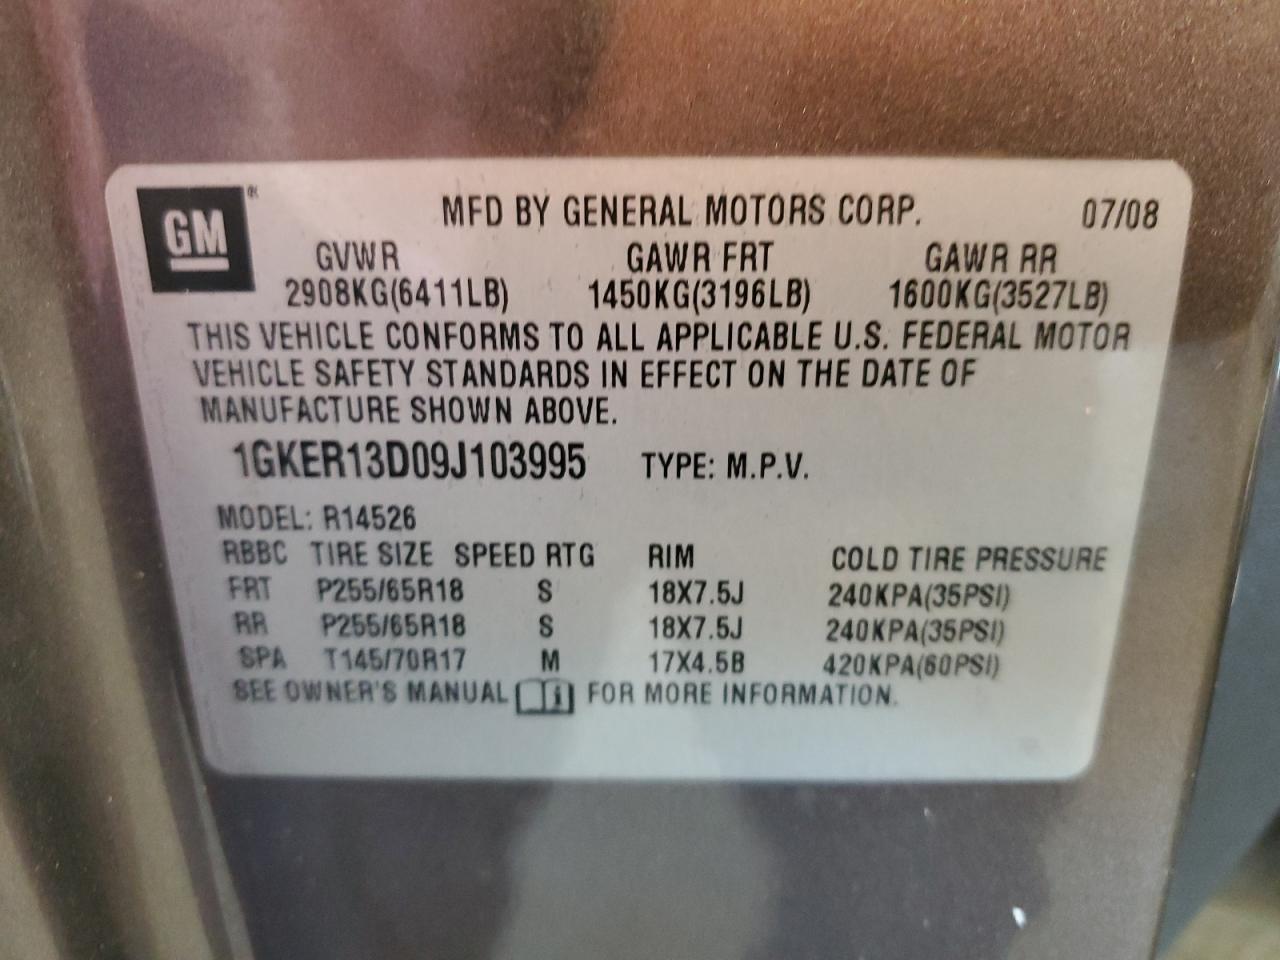 GM®
MFD BY GENERAL MOTORS CORP. 07/08
GVWR GAWR FRT GAWR RR
2908KG(6411LB) 1450KG(3196LB) 1600KG(3527LB)
THIS VEHICLE CONFORMS TO ALL APPLICABLE U.S. FEDERAL MOTOR
VEHICLE SAFETY STANDARDS IN EFFECT ON THE DATE OF
MANUFACTURE SHOWN ABOVE.
1GKER13D09J103995 TYPE: M.P.V.
MODEL: R14526
RBBC TIRE SIZE SPEED RTG RIM COLD TIRE PRESSURE
FRT P255/65R18 S 18X7.5J 240KPA(35PSI)
RR P255/65R18 S 18X7.5J 240KPA(35PSI)
SPA T145/70R17 M 17X4.5B 420KPA(60PSI)
SEE OWNER'S MANUAL FOR MORE INFORMATION.